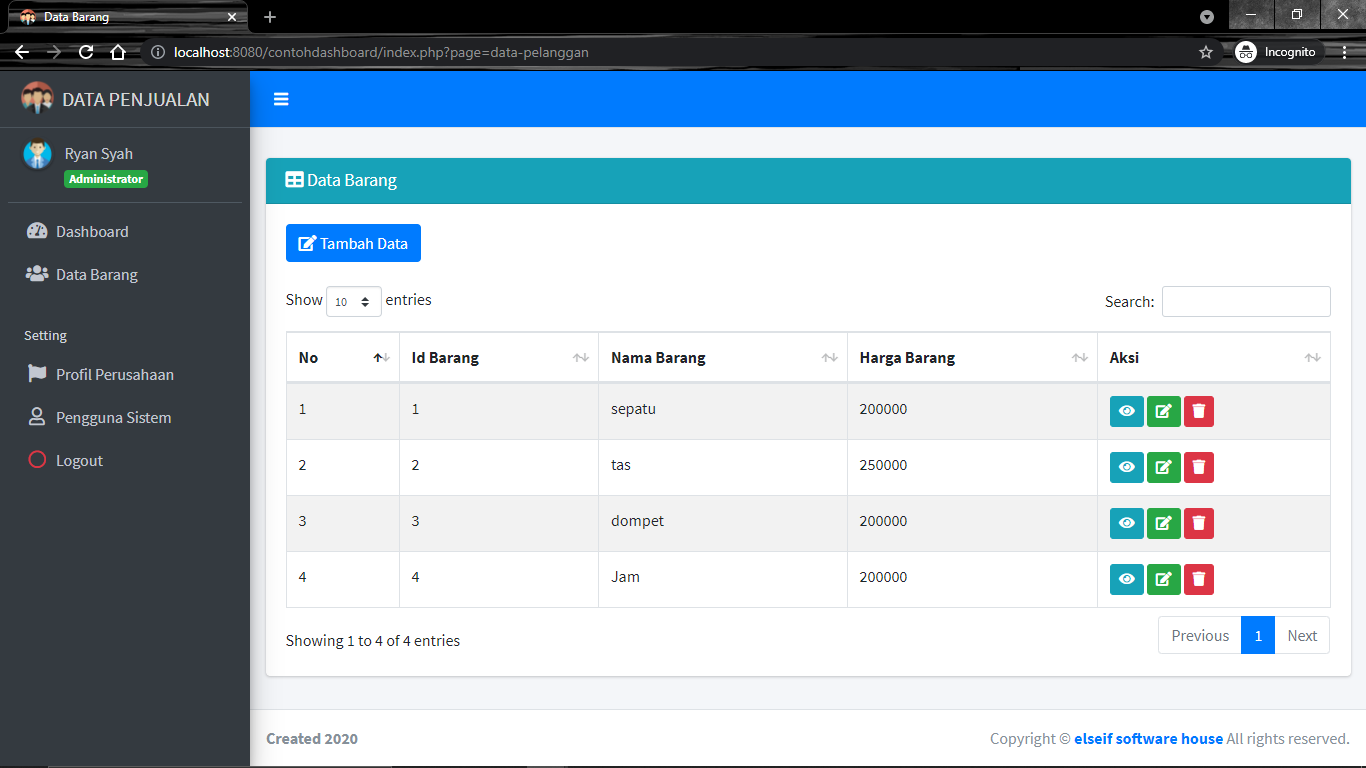 Data Barang
localhost:8080/contohdashboard/index.php?page=data-pelanggan
Incognito
DATA PENJUALAN
Ryan Syah
Administrator
Dashboard
Data Barang
Setting
Profil Perusahaan
Pengguna Sistem
Logout
Data Barang
Tambah Data
Show 10 entries
Search:
No Id Barang Nama Barang Harga Barang Aksi
1 1 sepatu 200000
2 2 tas 250000
3 3 dompet 200000
4 4 Jam 200000
Showing 1 to 4 of 4 entries
Previous 1 Next
Created 2020
Copyright © elseif software house All rights reserved.